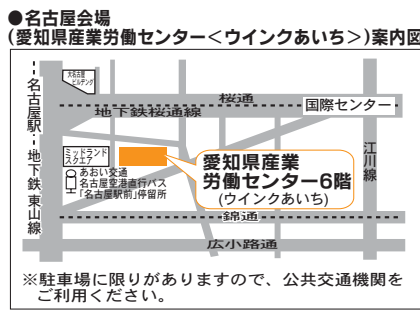 ●名古屋会場
(愛知県産業労働センター<ウインクあいち>)案内図
大名古屋
ビルヂング
桜通
地下鉄桜通線
国際センター
名古屋駅・地下鉄 東山線
ミッドランド
スクエア
あおい交通
名古屋空港直行バス
「名古屋駅前」停留所
愛知県産業
労働センター6階
(ウインクあいち)
江川線
錦通
広小路通
※駐車場に限りがありますので、公共交通機関を
ご利用ください。